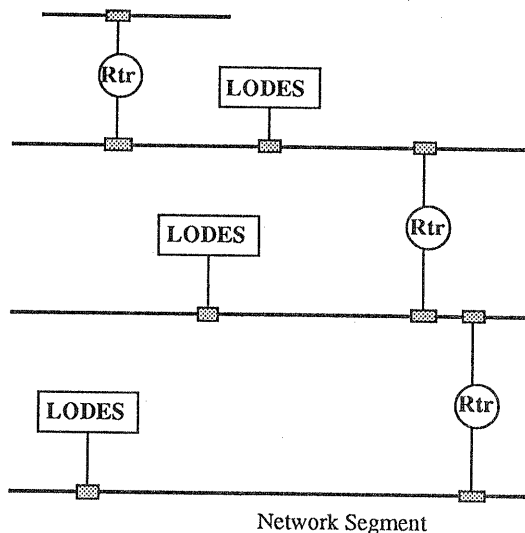 Rtr
LODES
LODES
Rtr
LODES
Rtr
Network Segment